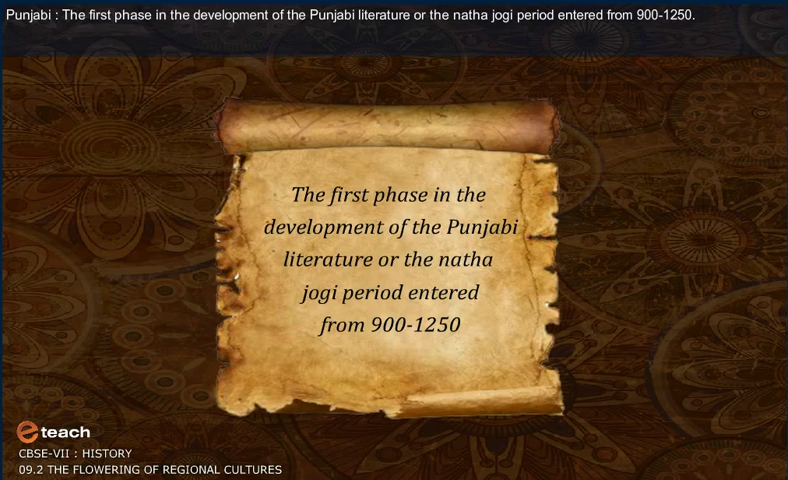 Punjabi : The first phase in the development of the Punjabi literature or the natha jogi period entered from 900-1250.
The first phase in the
development of the Punjabi
literature or the natha
jogi period entered
from 900-1250
e teach
CBSE-VII : HISTORY
09.2 THE FLOWERING OF REGIONAL CULTURES